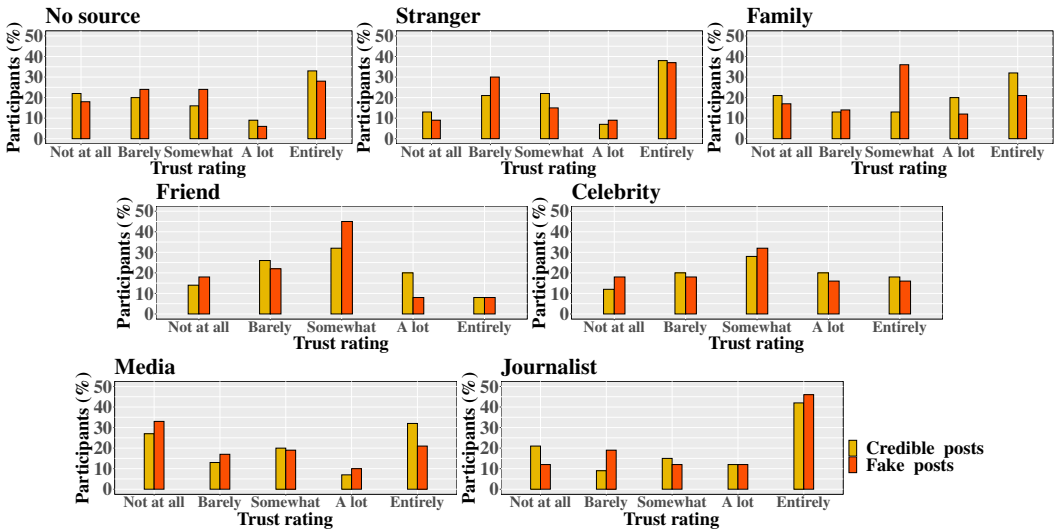 No source
Participants (%)
50
40
30
20
10
0
Not at all Barely Somewhat A lot Entirely
Trust rating
Stranger
Participants (%)
50
40
30
20
10
0
Not at all Barely Somewhat A lot Entirely
Trust rating
Family
Participants (%)
50
40
30
20
10
0
Not at all Barely Somewhat A lot Entirely
Trust rating
Friend
Participants (%)
50
40
30
20
10
0
Not at all Barely Somewhat A lot Entirely
Trust rating
Celebrity
Participants (%)
50
40
30
20
10
0
Not at all Barely Somewhat A lot Entirely
Trust rating
Media
Participants (%)
50
40
30
20
10
0
Not at all Barely Somewhat A lot Entirely
Trust rating
Journalist
Participants (%)
50
40
30
20
10
0
Not at all Barely Somewhat A lot Entirely
Trust rating
Credible posts
Fake posts